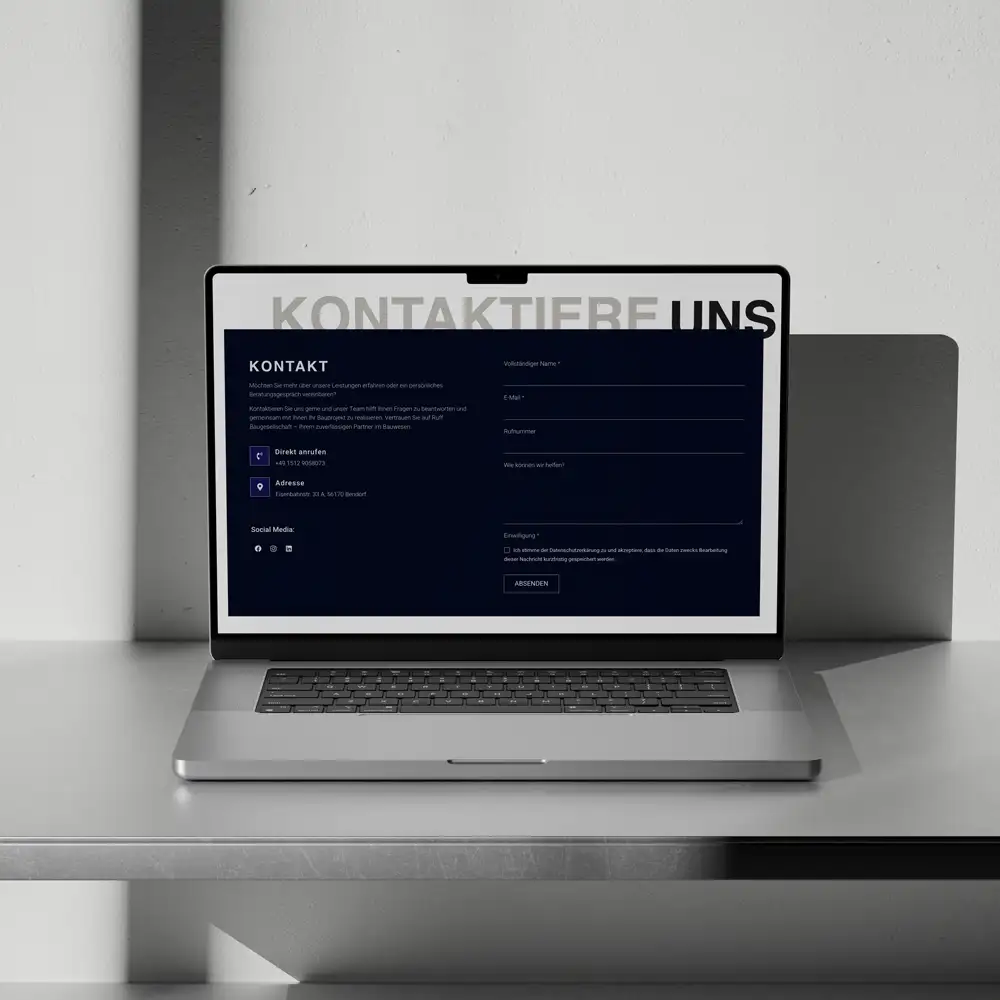 KONTAKTIERE UNS
KONTAKT
Möchten Sie mehr über unsere Leistungen erfahren oder ein persönliches
Beratungsgespräch vereinbaren?
Kontaktieren Sie uns gerne und unser Team hilft Ihnen Fragen zu beantworten und
gemeinsam mit Ihnen Ihr Bauprojekt zu realisieren. Vertrauen Sie auf Ruff
Baugesellschaft – Ihrem zuverlässigen Partner im Bauwesen.
Direkt anrufen
+49 1512 9058073
Adresse
Eisenbahnstr. 33 A, 56170 Bendorf
Social Media:
Vollständiger Name *
E-Mail *
Rufnummer
Wie können wir helfen?
Einwilligung *
Ich stimme der Datenschutzerklärung zu und akzeptiere, dass die Daten zwecks Bearbeitung
dieser Nachricht kurzfristig gespeichert werden.
ABSENDEN